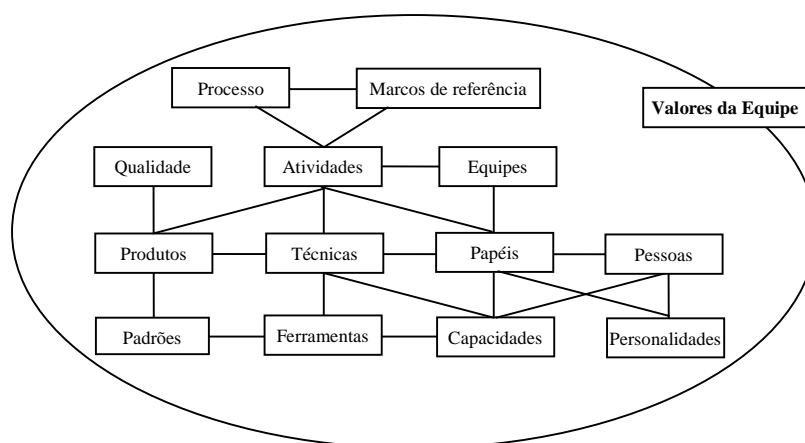 Processo
Marcos de referência
Valores da Equipe
Qualidade
Atividades
Equipes
Produtos
Técnicas
Papéis
Pessoas
Padrões
Ferramentas
Capacidades
Personalidades